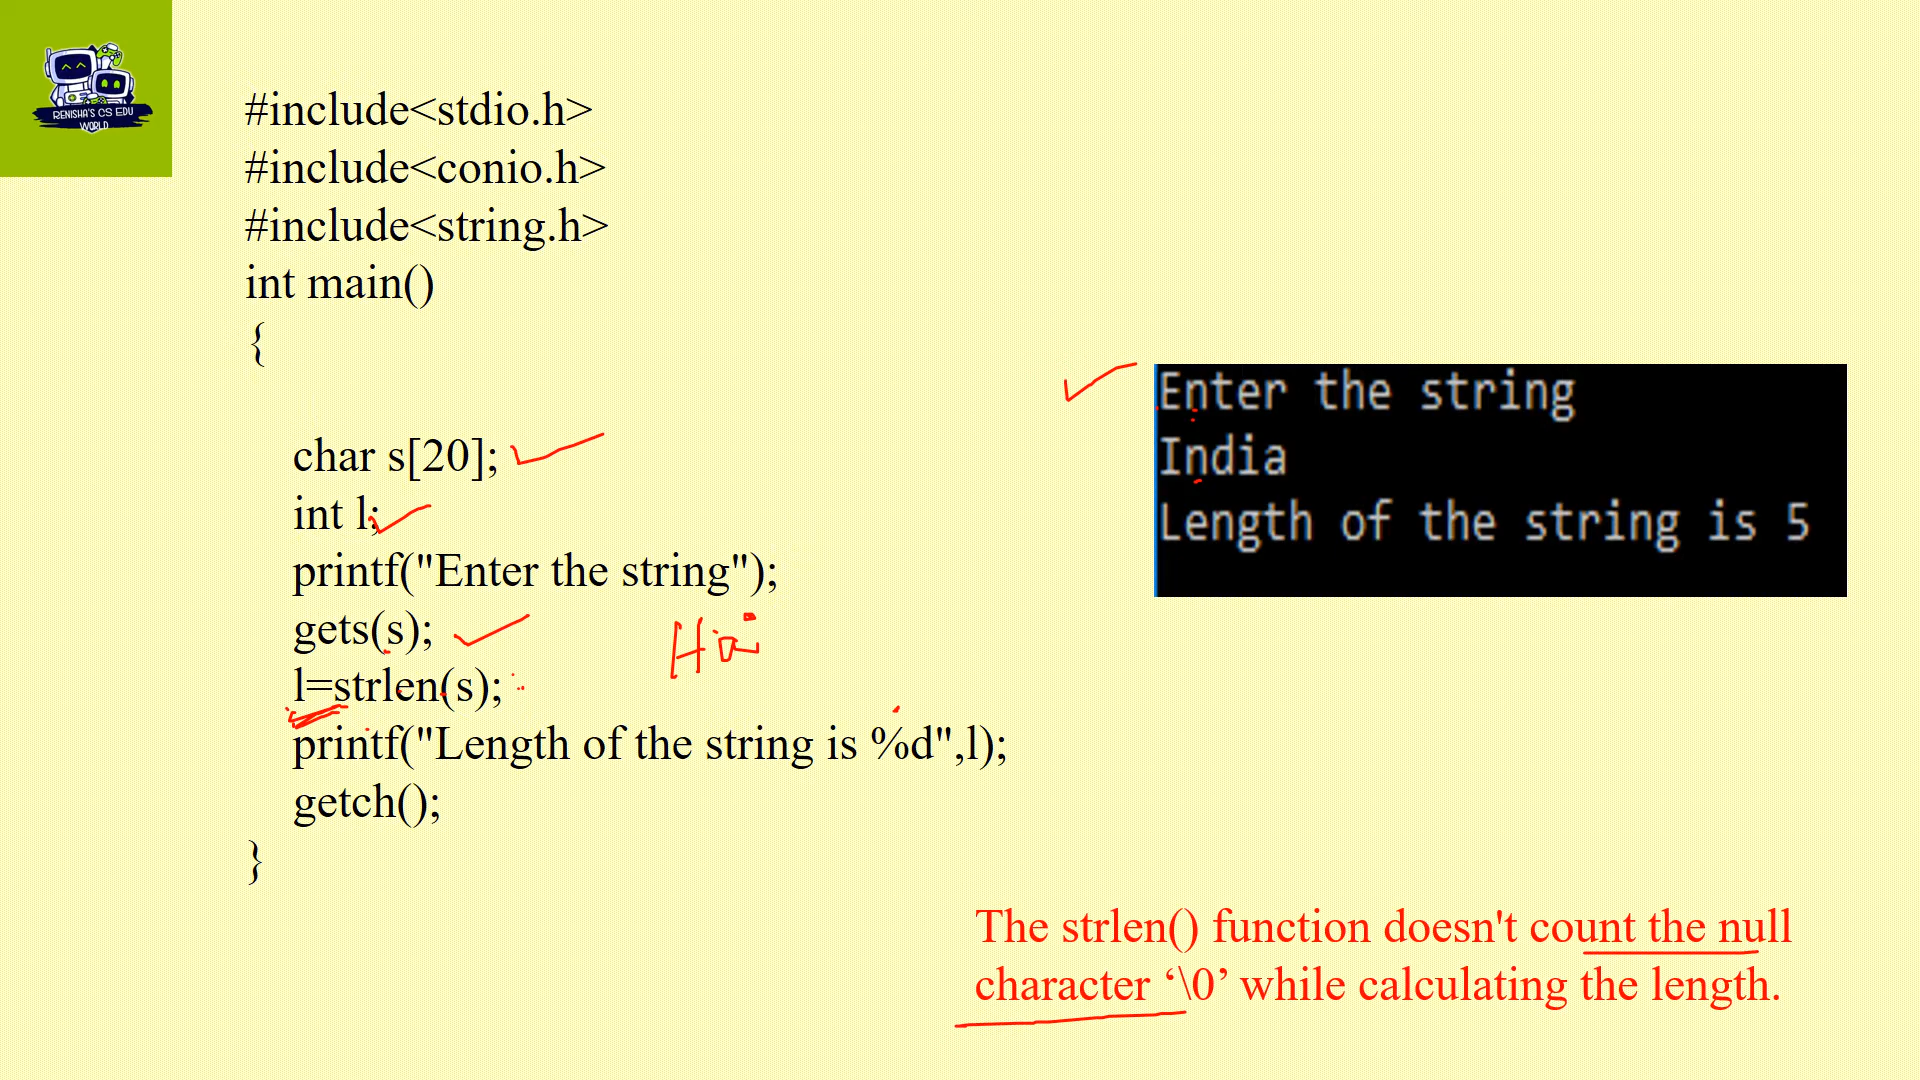 RENISHA'S CS EDU
WORLD
#include<stdio.h>
#include<conio.h>
#include<string.h>
int main()
{
char s[20];
int l;
printf("Enter the string");
gets(s);
Hai
l=strlen(s);
printf("Length of the string is %d",l);
getch();
}
Enter the string
India
Length of the string is 5
The strlen() function doesn't count the null
character ‘\0’ while calculating the length.